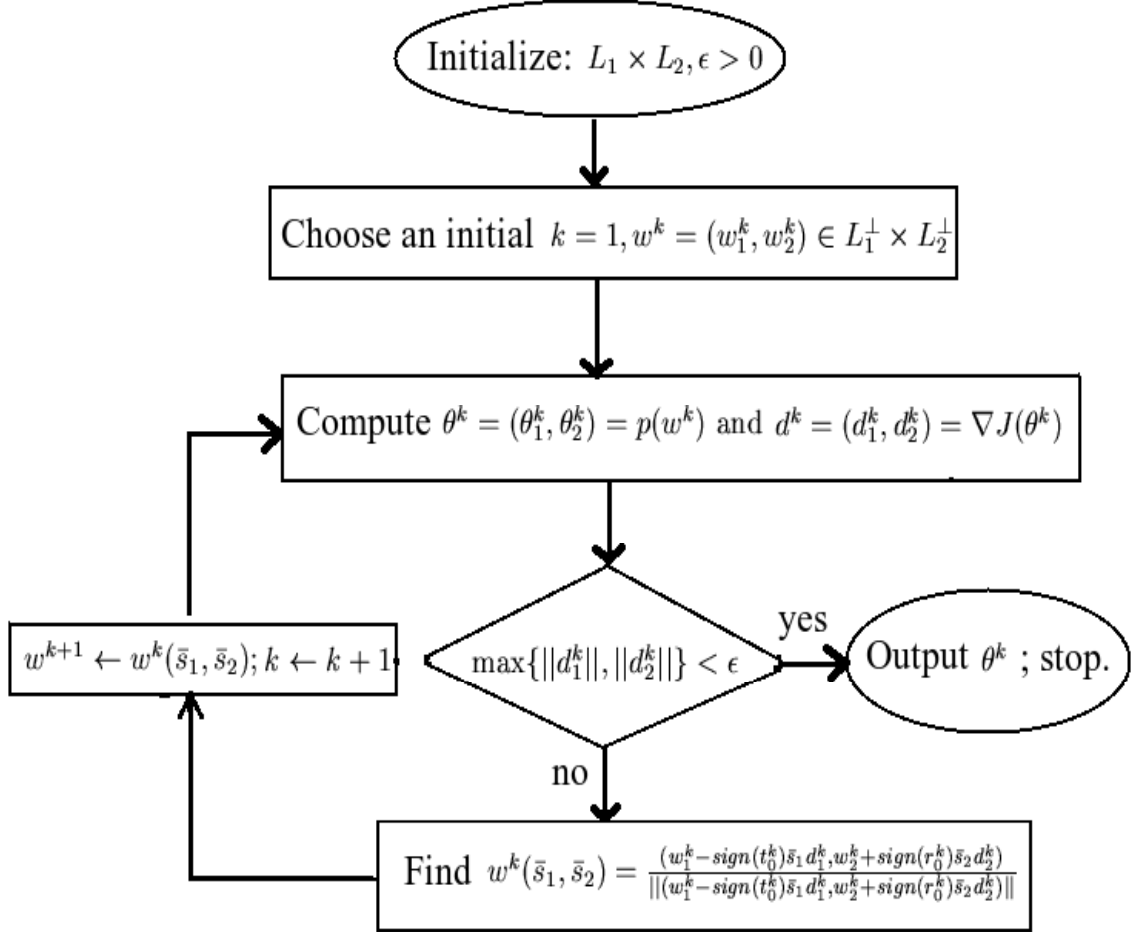 Initialize: $L_1 \times L_2, \epsilon > 0$
Choose an initial $k = 1, w^k = (w_1^k, w_2^k) \in L_1^{\perp} \times L_2^{\perp}$
Compute $\theta^k = (\theta_1^k, \theta_2^k) = p(w^k)$ and $d^k = (d_1^k, d_2^k) = \nabla J(\theta^k)$
$\max\{||d_1^k||, ||d_2^k||\} < \epsilon$
yes
Output $\theta^k$ ; stop.
no
Find $w^k(\bar{s}_1, \bar{s}_2) = \frac{(w_1^k - sign(t_0^k)\bar{s}_1 d_1^k, w_2^k + sign(r_0^k)\bar{s}_2 d_2^k)}{||(w_1^k - sign(t_0^k)\bar{s}_1 d_1^k, w_2^k + sign(r_0^k)\bar{s}_2 d_2^k)||}$
$w^{k+1} \leftarrow w^k(\bar{s}_1, \bar{s}_2); k \leftarrow k + 1$